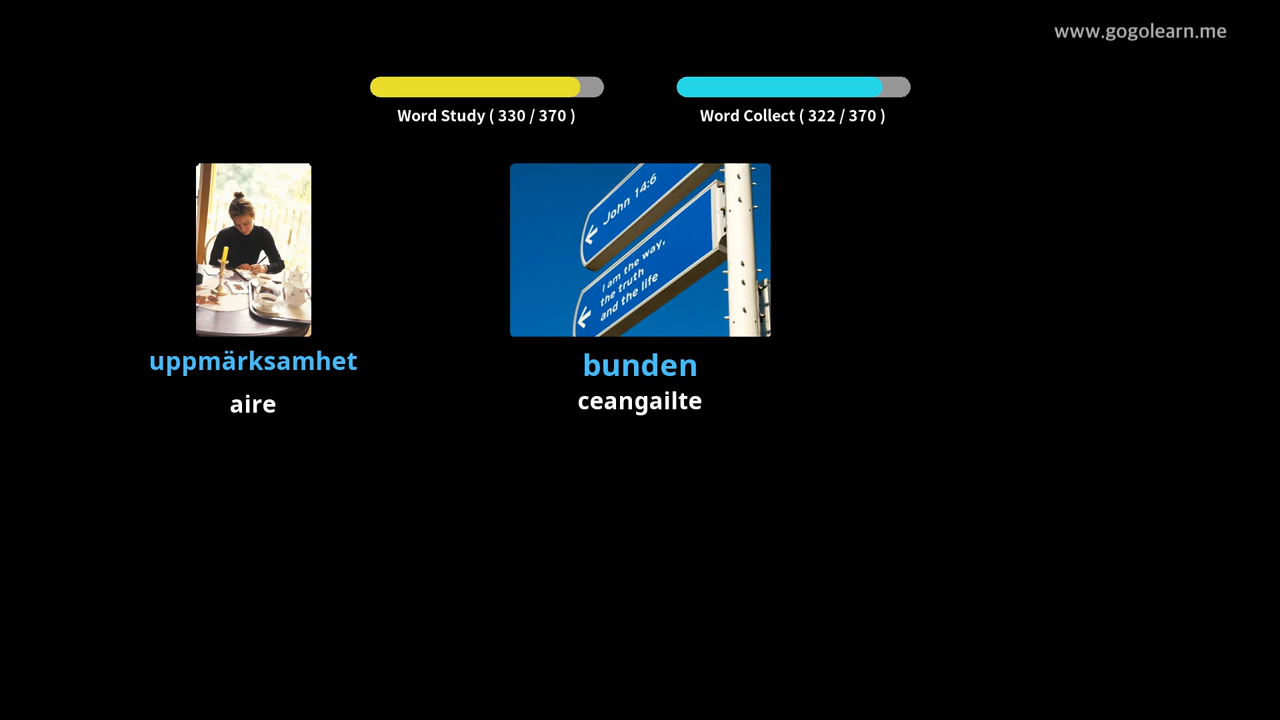 www.gogolearn.me
Word Study ( 330 / 370 )
Word Collect ( 322 / 370 )
John 14:6
I am the way,
the truth
and the life
uppmärksamhet
aire
bunden
ceangailte